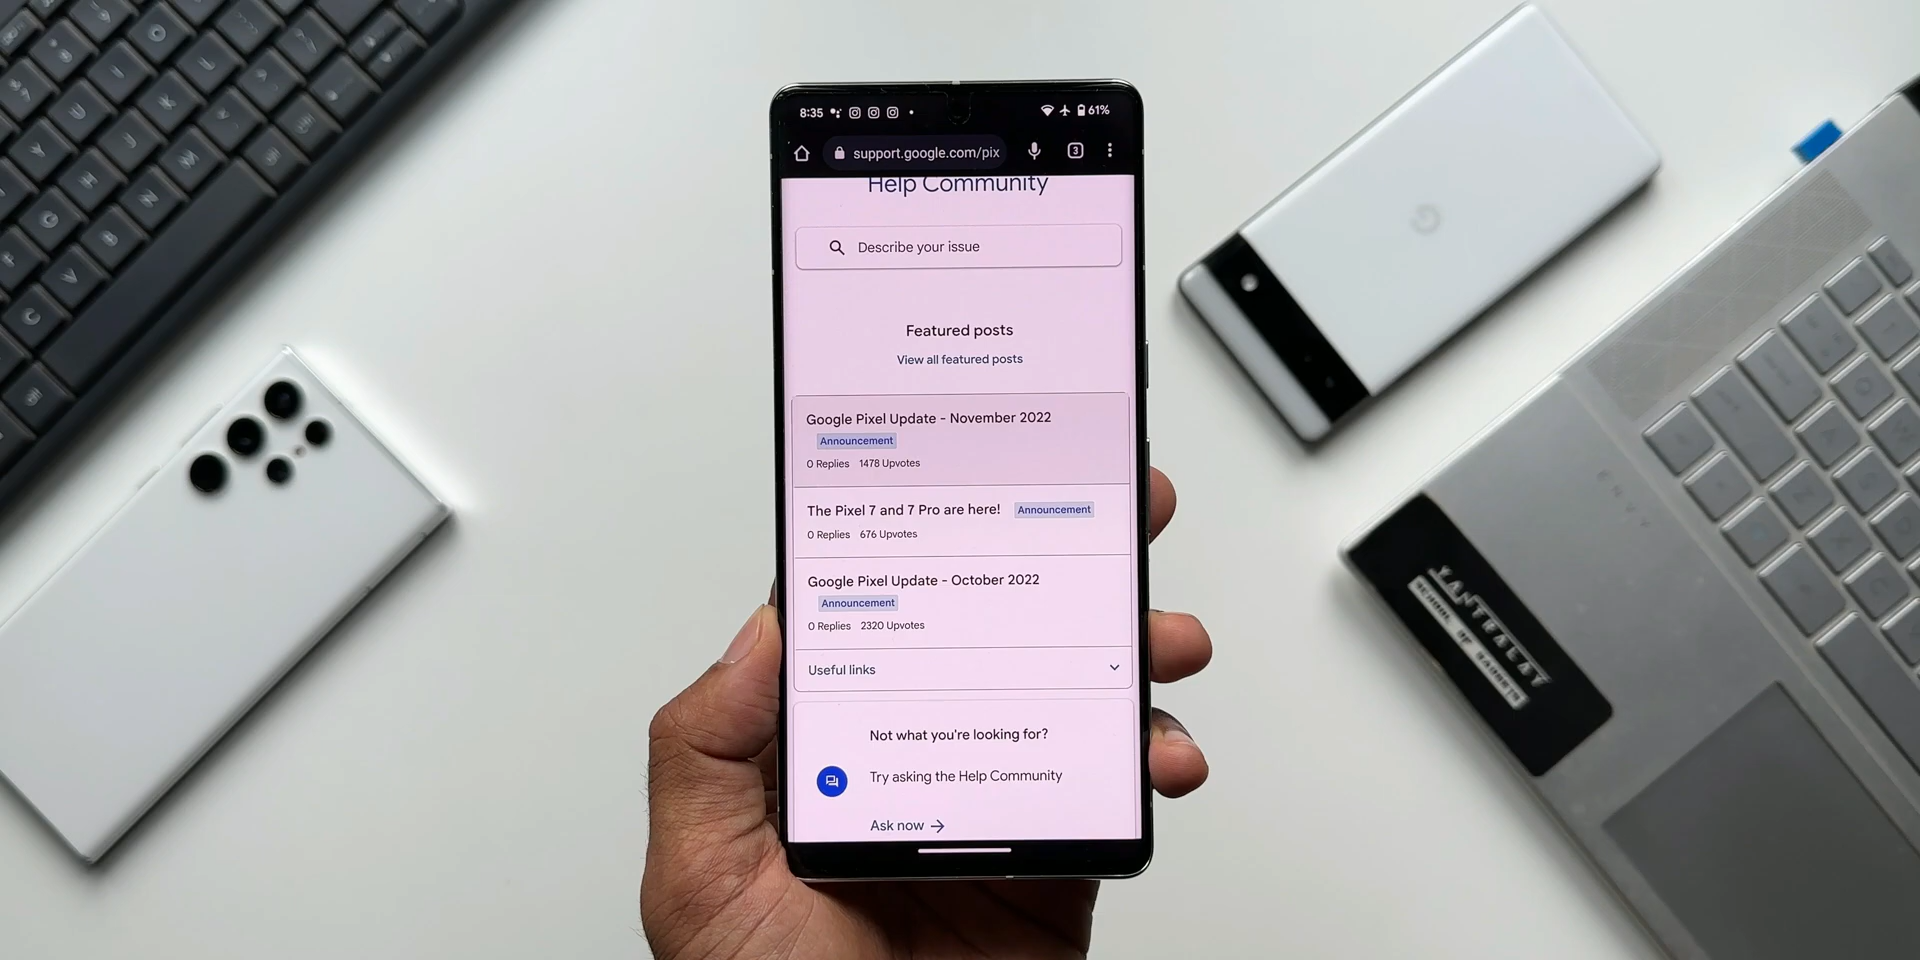 8:35
61%
support.google.com/pix
3
Help Community
Describe your issue
Featured posts
View all featured posts
Google Pixel Update - November 2022
Announcement
0 Replies 1478 Upvotes
The Pixel 7 and 7 Pro are here! Announcement
0 Replies 676 Upvotes
Google Pixel Update - October 2022
Announcement
0 Replies 2320 Upvotes
Useful links
Not what you're looking for?
Try asking the Help Community
Ask now
ENVY